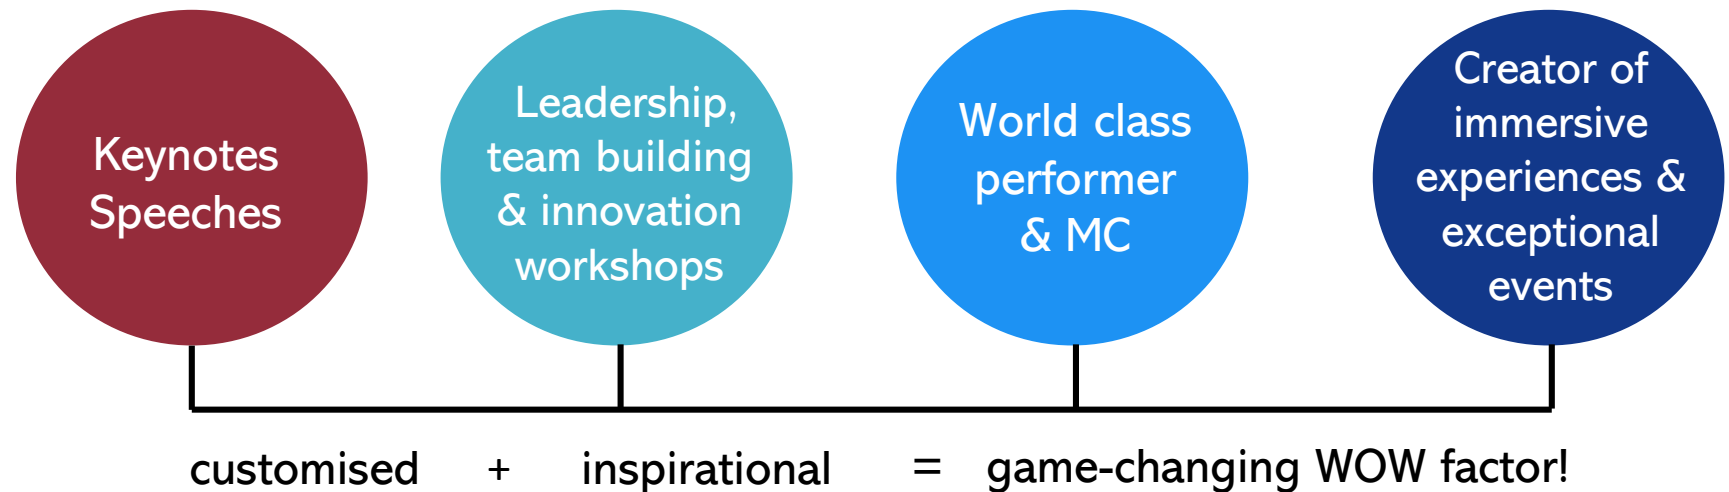 Keynotes
Speeches
Leadership,
team building
& innovation
workshops
World class
performer
& MC
Creator of
immersive
experiences &
exceptional
events
customised + inspirational = game-changing WOW factor!